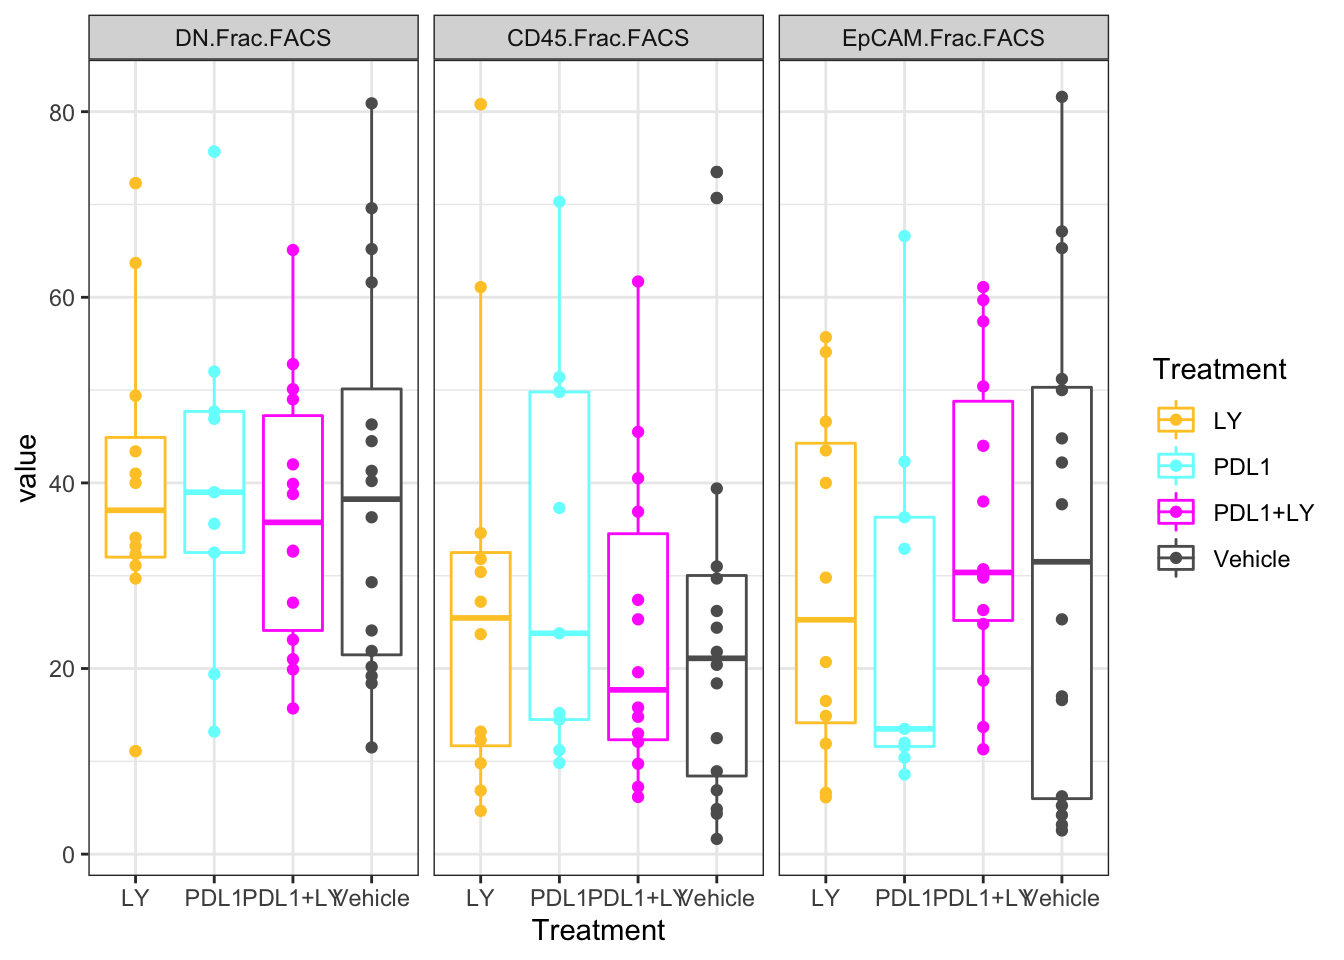 DN.Frac.FACS CD45.Frac.FACS EpCAM.Frac.FACS
80
60
40
20
0
value
LY PDL1 PDL1+LY Vehicle LY PDL1 PDL1+LY Vehicle LY PDL1 PDL1+LY Vehicle
Treatment
Treatment
LY
PDL1
PDL1+LY
Vehicle